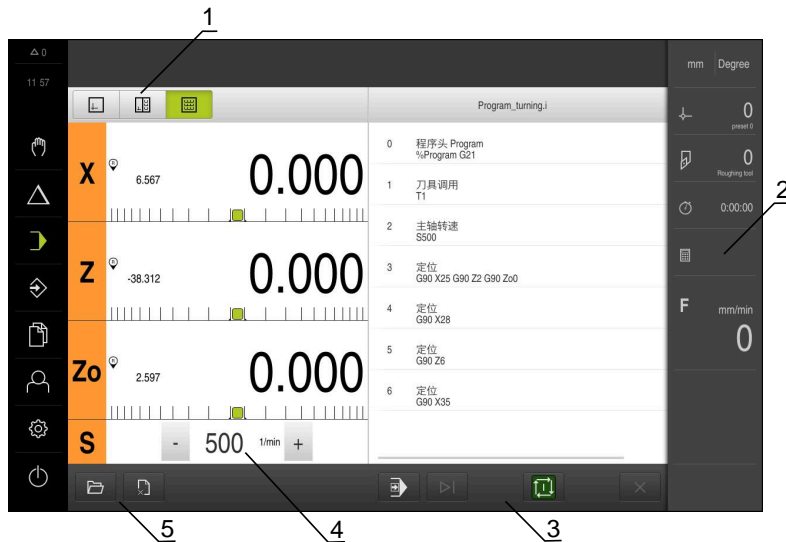 1
0
11 57
mm Degree
Program_turning.i
X
R
6.567
0.000
Z
R
-38.312
0.000
Zo
R
2.597
0.000
S
- 500 1/min +
0 程序头 Program
%Program G21
1 刀具调用
T1
2 主轴转速
S500
3 定位
G90 X25 G90 Z2 G90 Zo0
4 定位
G90 X28
5 定位
G90 Z6
6 定位
G90 X35
0
preset 0
0
Roughing tool
0:00:00
2
F mm/min
0
5
4
3